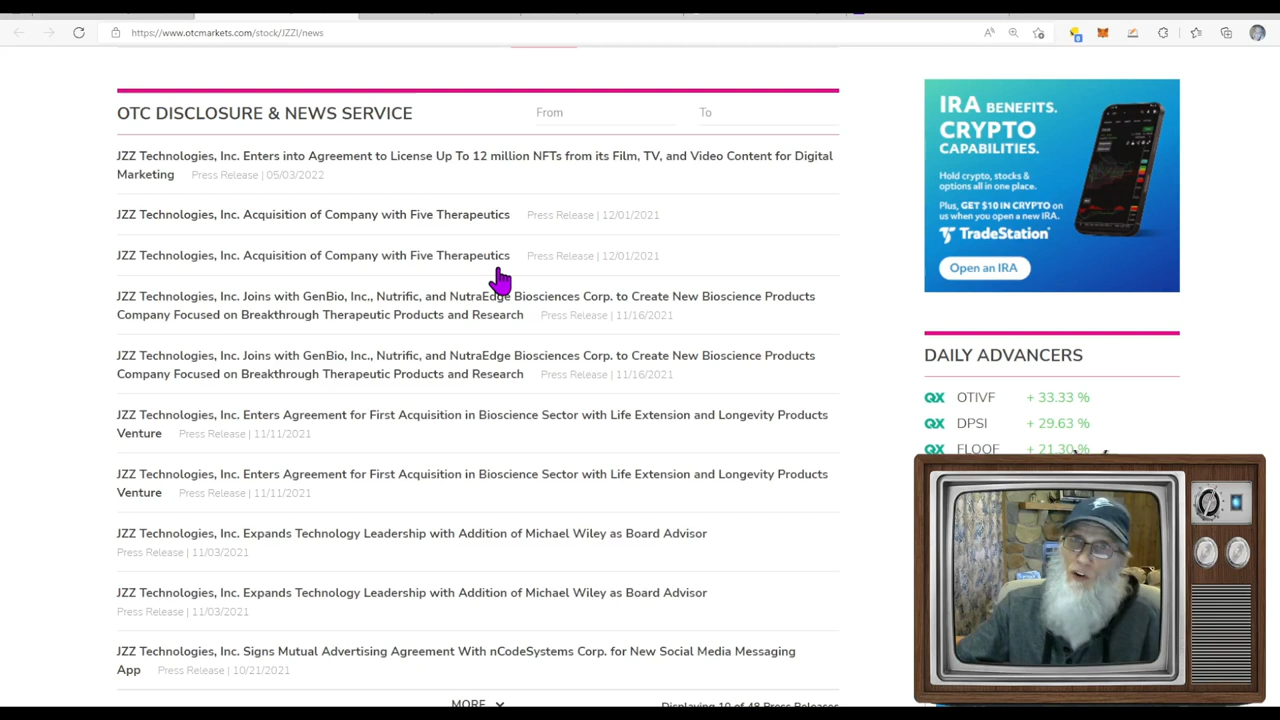 https://www.otcmarkets.com/stock/JZZI/news
OTC DISCLOSURE & NEWS SERVICE
From
To
JZZ Technologies, Inc. Enters into Agreement to License Up To 12 million NFTs from its Film, TV, and Video Content for Digital
Marketing Press Release | 05/03/2022
JZZ Technologies, Inc. Acquisition of Company with Five Therapeutics Press Release | 12/01/2021
JZZ Technologies, Inc. Acquisition of Company with Five Therapeutics Press Release | 12/01/2021
JZZ Technologies, Inc. Joins with GenBio, Inc., Nutrific, and NutraEdge Biosciences Corp. to Create New Bioscience Products
Company Focused on Breakthrough Therapeutic Products and Research Press Release | 11/16/2021
JZZ Technologies, Inc. Joins with GenBio, Inc., Nutrific, and NutraEdge Biosciences Corp. to Create New Bioscience Products
Company Focused on Breakthrough Therapeutic Products and Research Press Release | 11/16/2021
JZZ Technologies, Inc. Enters Agreement for First Acquisition in Bioscience Sector with Life Extension and Longevity Products
Venture Press Release | 11/11/2021
JZZ Technologies, Inc. Enters Agreement for First Acquisition in Bioscience Sector with Life Extension and Longevity Products
Venture Press Release | 11/11/2021
JZZ Technologies, Inc. Expands Technology Leadership with Addition of Michael Wiley as Board Advisor
Press Release | 11/03/2021
JZZ Technologies, Inc. Expands Technology Leadership with Addition of Michael Wiley as Board Advisor
Press Release | 11/03/2021
JZZ Technologies, Inc. Signs Mutual Advertising Agreement With nCodeSystems Corp. for New Social Media Messaging
App Press Release | 10/21/2021
MORE
Displaying 10 of 48 Press Releases
IRA BENEFITS.
CRYPTO
CAPABILITIES.
Hold crypto, stocks &
options all in one place.
Plus, GET $10 IN CRYPTO on
us when you open a new IRA.
TradeStation
Open an IRA
DAILY ADVANCERS
QX OTIVF + 33.33 %
QX DPSI + 29.63 %
QX FLOOF + 21.30 %